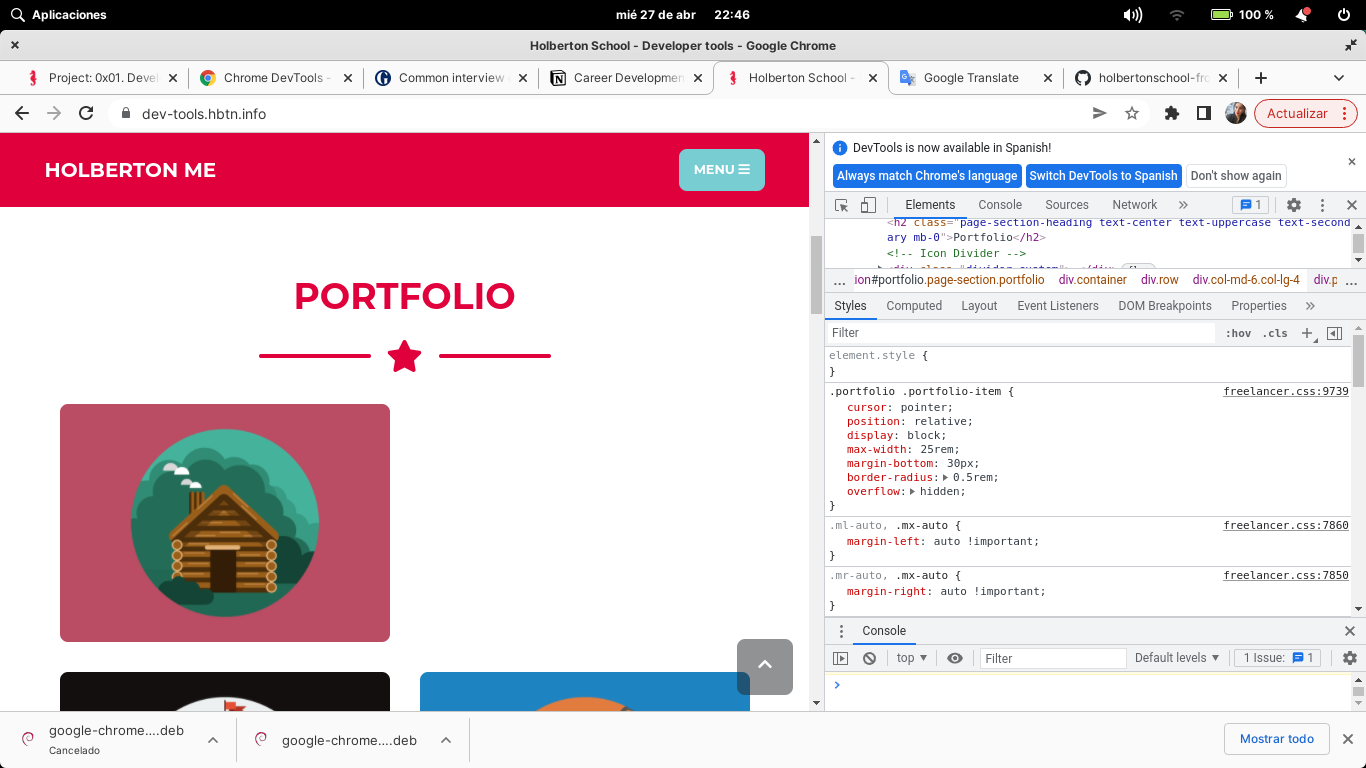 Aplicaciones
mié 27 de abr 22:46
100 %
Holberton School - Developer tools - Google Chrome
Project: 0x01. Devel
Chrome DevTools -
Common interview
Career Developmen
Holberton School -
Google Translate
holbertonschool-fro
dev-tools.hbtn.info
Actualizar
HOLBERTON ME
MENU
PORTFOLIO
DevTools is now available in Spanish!
Always match Chrome's language
Switch DevTools to Spanish
Don't show again
Elements
Console
Sources
Network
1
<h2 class="page-section-heading text-center text-uppercase text-second
ary mb-0">Portfolio</h2>
<!-- Icon Divider -->
... ion#portfolio.page-section.portfolio div.container div.row div.col-md-6.col-lg-4 div.p ...
Styles
Computed
Layout
Event Listeners
DOM Breakpoints
Properties
Filter
:hov .cls
element.style {
}
.portfolio .portfolio-item { freelancer.css:9739
cursor: pointer;
position: relative;
display: block;
max-width: 25rem;
margin-bottom: 30px;
border-radius: 0.5rem;
overflow: hidden;
}
.ml-auto, .mx-auto { freelancer.css:7860
margin-left: auto !important;
}
.mr-auto, .mx-auto { freelancer.css:7850
margin-right: auto !important;
}
Console
top
Filter
Default levels
1 Issue: 1
google-chrome....deb
Cancelado
google-chrome....deb
Mostrar todo